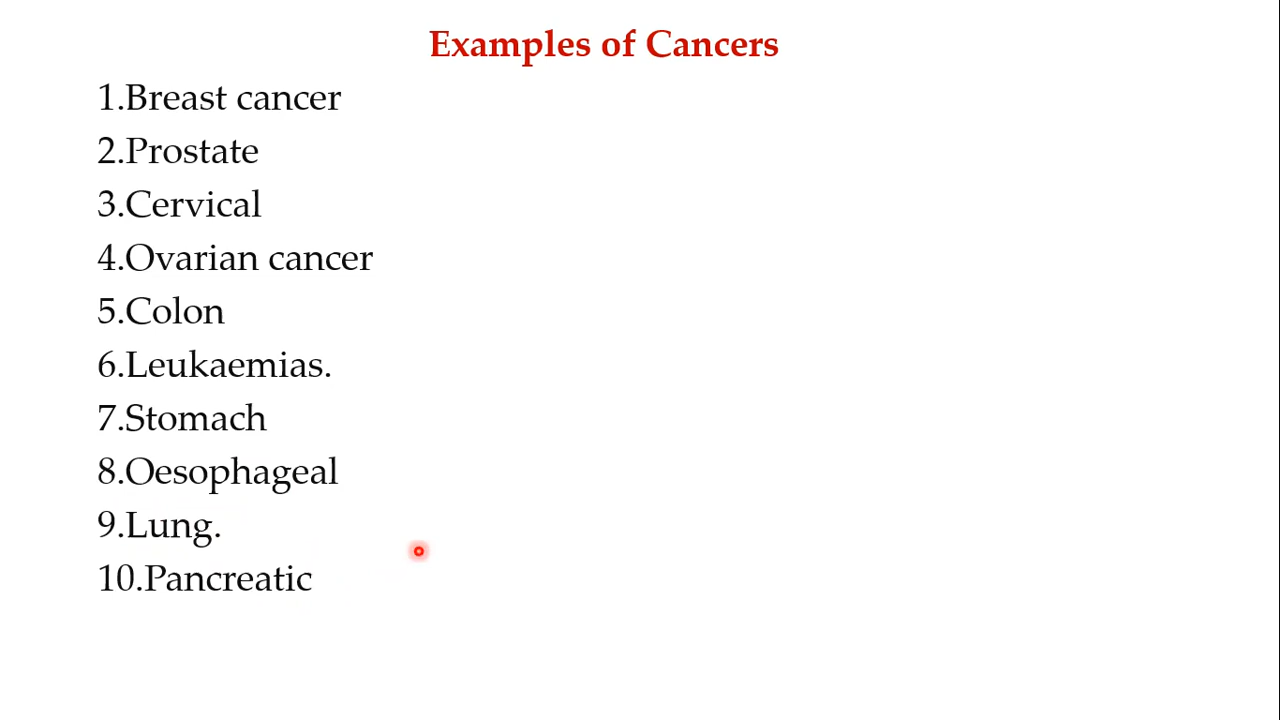 Examples of Cancers
1.Breast cancer
2.Prostate
3.Cervical
4.Ovarian cancer
5.Colon
6.Leukaemias.
7.Stomach
8.Oesophageal
9.Lung.
10.Pancreatic